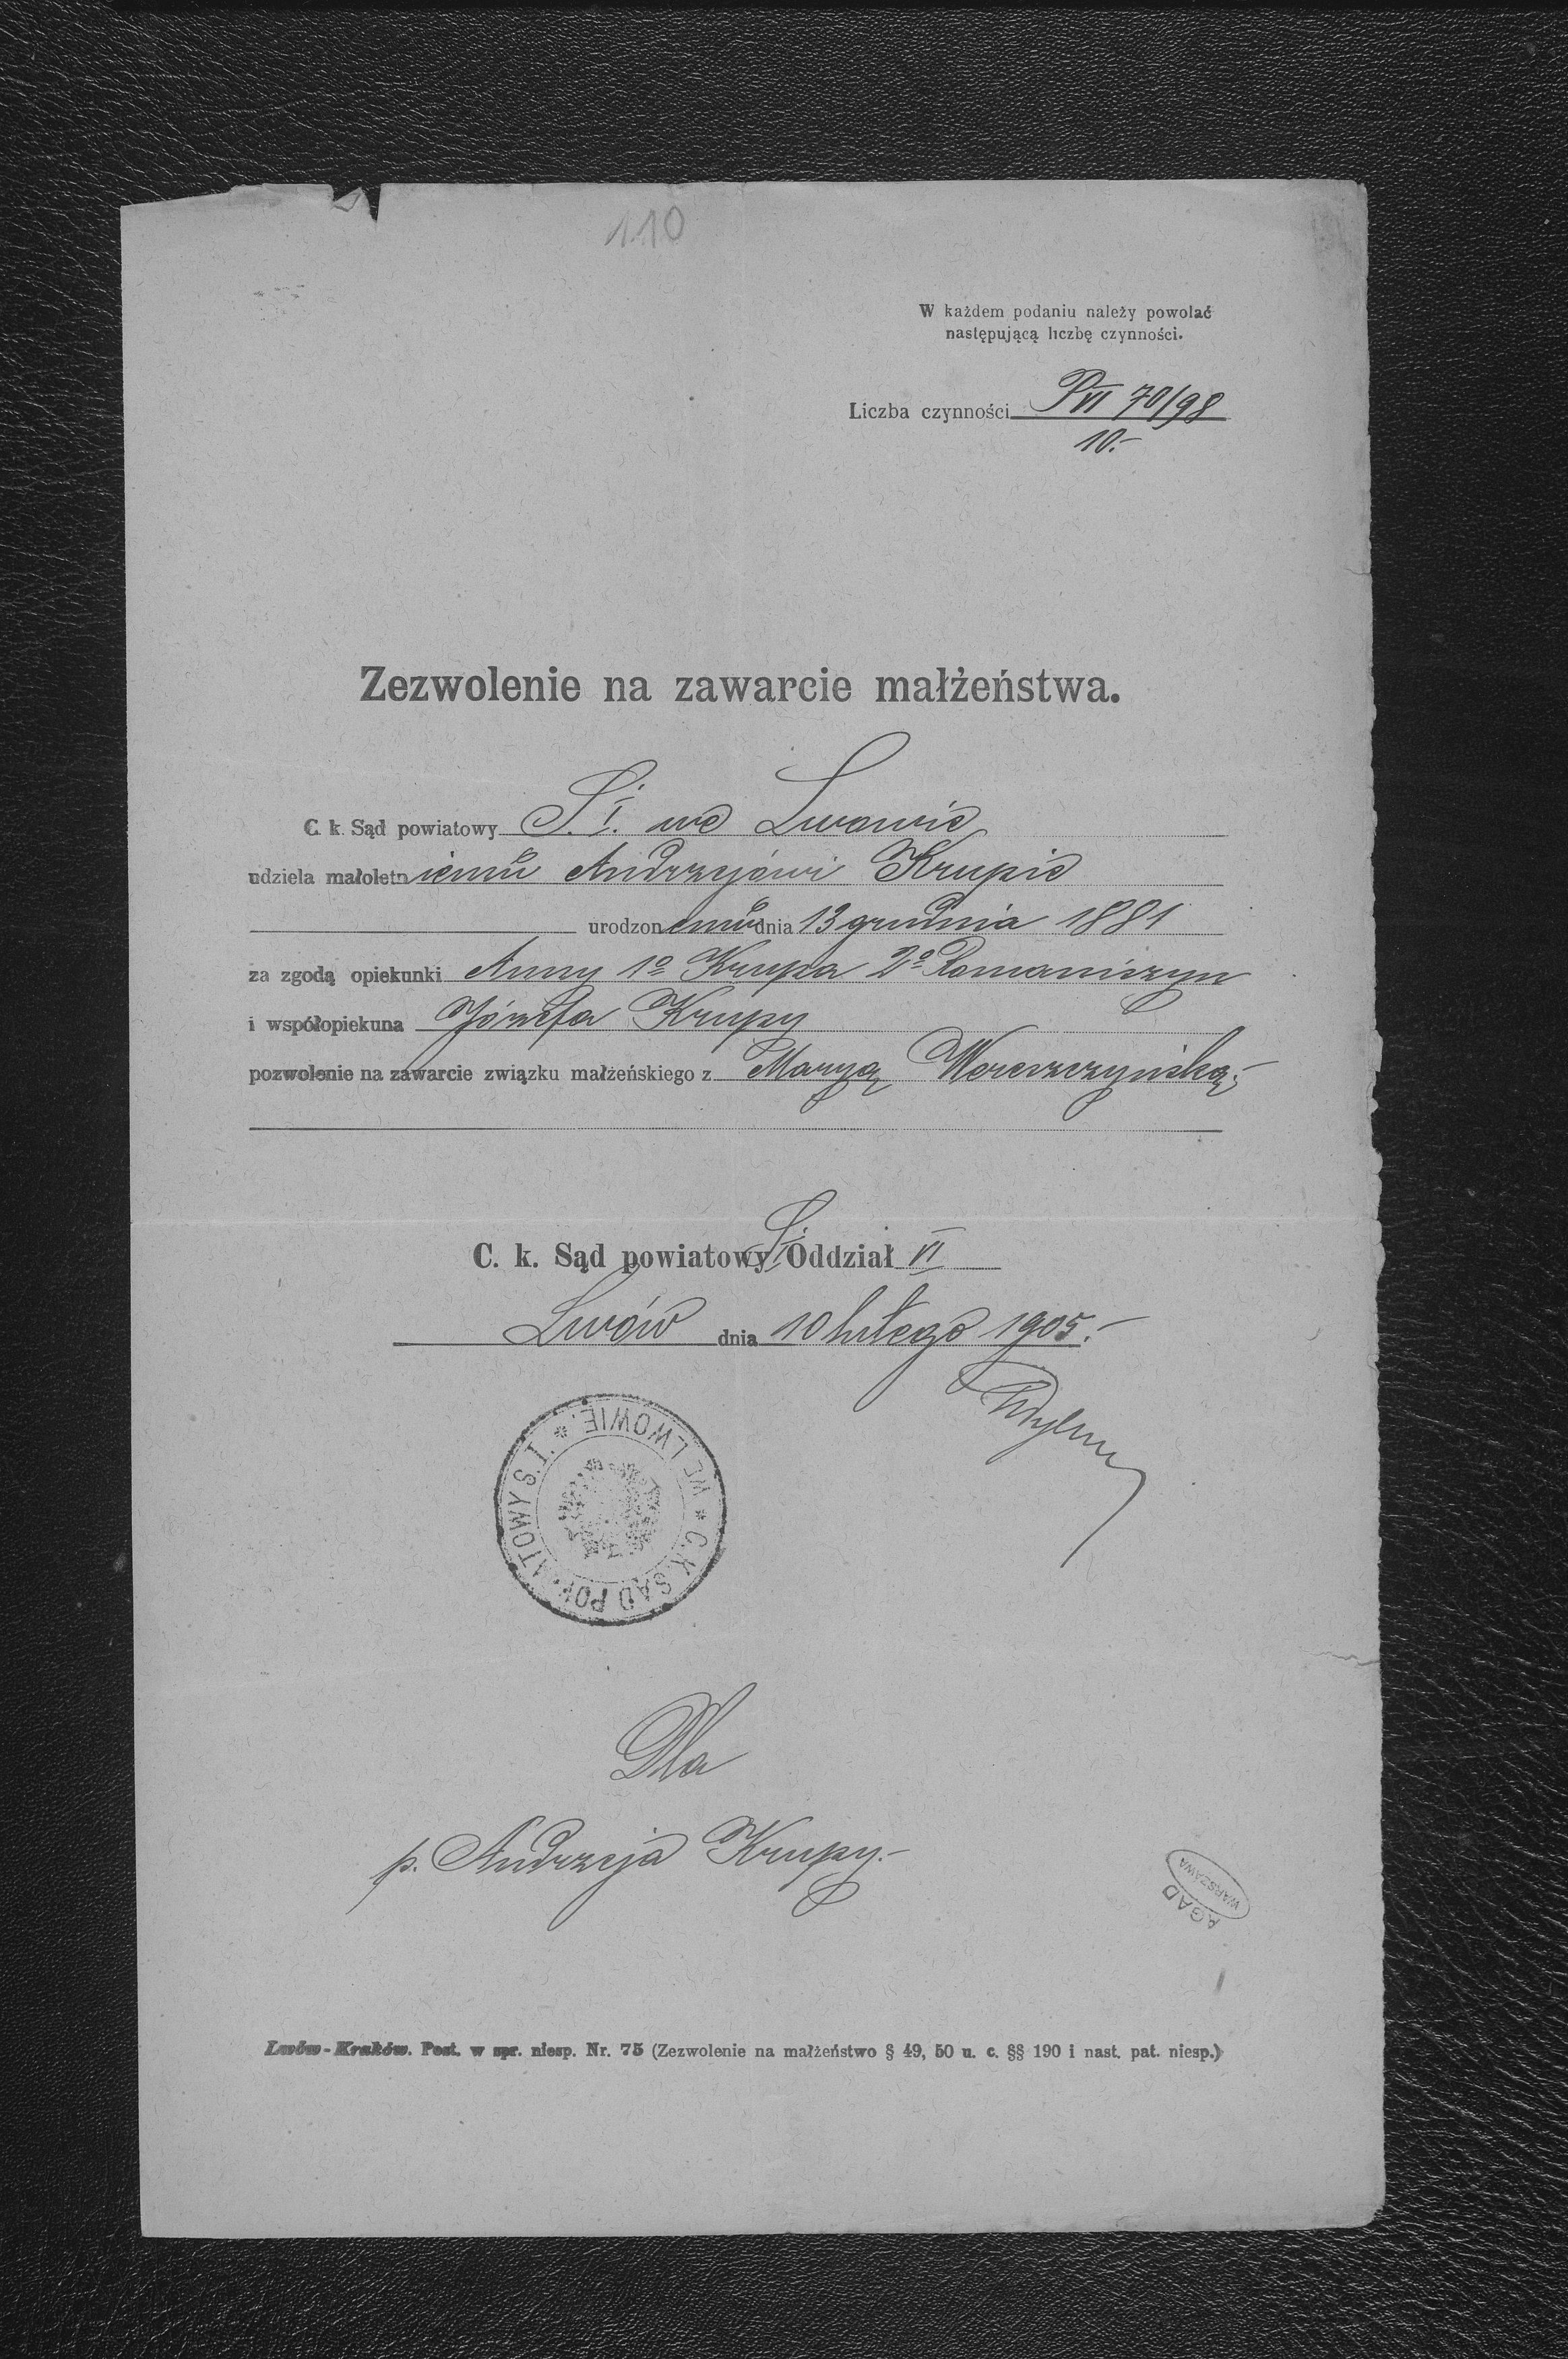 110
W każdem podaniu należy powołać
następującą liczbę czynności.
Liczba czynności P VI 70/98
10.-
Zezwolenie na zawarcie małżeństwa.
C. k. Sąd powiatowy S. I. we Lwowie
udziela małoletniemu Andrzejowi Krupie
urodzonemu dnia 13 grudnia 1881
za zgodą opiekunki Anny 1º Krupa 2º Romaniszyn
i współopiekuna Józefa Krupy
pozwolenie na zawarcie związku małżeńskiego z Maryą Woreszczyńską.-
C. k. Sąd powiatowy S. I. Oddział VI
Lwów dnia 10 lutego 1905.-
C. K. SĄD POWIATOWY S. I. * WE LWOWIE. *
Dla
p. Andrzeja Krupy.-
AGAD
WARSZAWA
Lwów-Kraków. Post. w spr. niesp. Nr. 75 (Zezwolenie na małżeństwo § 49, 50 u. c. §§ 190 i nast. pat. niesp.)